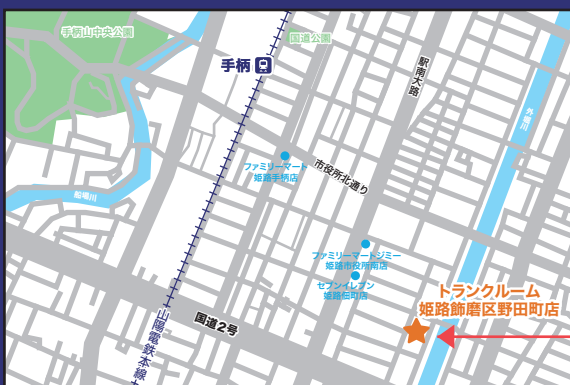 手柄山中央公園
国道公園
手柄
駅南大路
外堀川
ファミリーマート
姫路手柄店
市役所北通り
船場川
ファミリーマートジミー
姫路市役所南店
セブンイレブン
姫路佃町店
トランクルーム
姫路飾磨区野田町店
国道2号
山陽電鉄本線